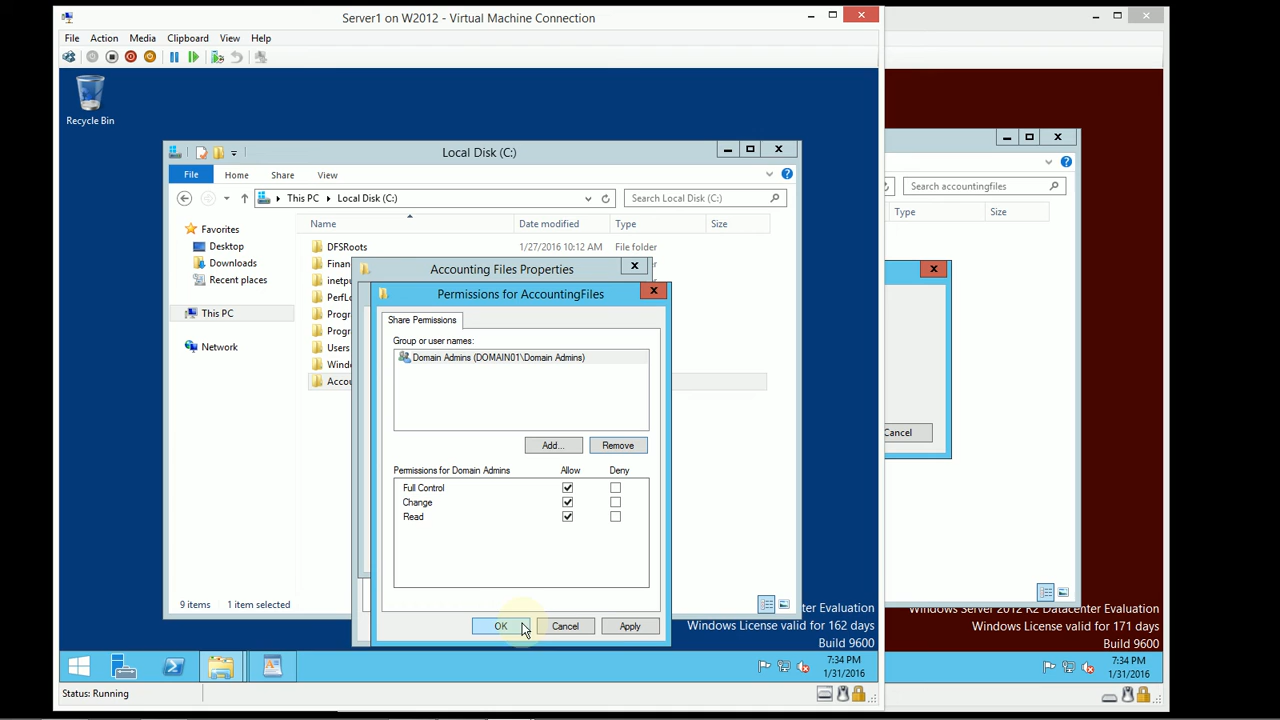 Server1 on W2012 - Virtual Machine Connection
File Action Media Clipboard View Help
Recycle Bin
Local Disk (C:)
File Home Share View
This PC Local Disk (C:)
Search Local Disk (C:)
Search accountingfiles
Name Date modified Type Size
Type Size
Favorites
Desktop
Downloads
Recent places
This PC
Network
DFSRoots 1/27/2016 10:12 AM File folder
Finan
inetpu
PerfLo
Progr
Progr
Users
Windo
Accou
Accounting Files Properties
Permissions for AccountingFiles
Share Permissions
Group or user names:
Domain Admins (DOMAIN01\Domain Admins)
Add... Remove
Permissions for Domain Admins Allow Deny
Full Control
Change
Read
OK Cancel Apply
Cancel
9 items 1 item selected
ter Evaluation
Windows License valid for 162 days
Build 9600
Windows Server 2012 R2 Datacenter Evaluation
Windows License valid for 171 days
Build 9600
7:34 PM
1/31/2016
7:34 PM
1/31/2016
Status: Running